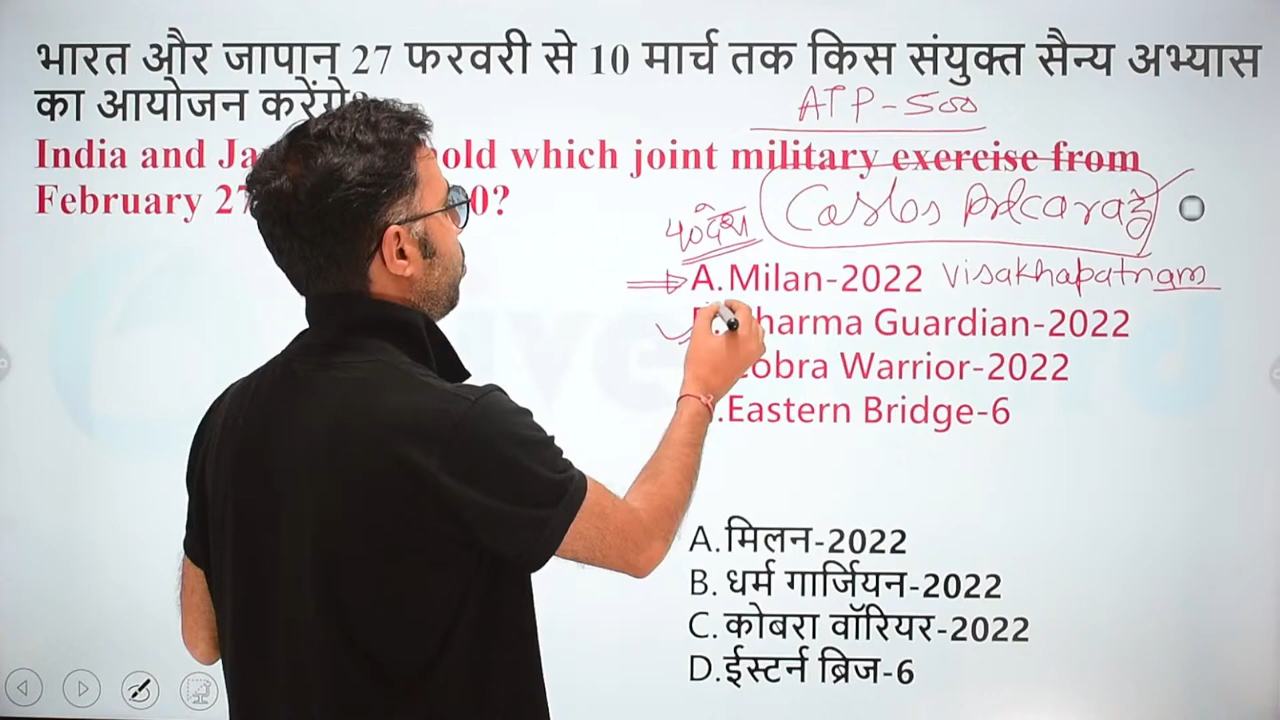 भारत और जापान 27 फरवरी से 10 मार्च तक किस संयुक्त सैन्य अभ्यास
का आयोजन करेंगे?
ATP-500
India and Ja old which joint military exercise from
February 27 0?
40 देश
Carlos Alcaraz
A.Milan-2022 Visakhapatnam
harma Guardian-2022
obra Warrior-2022
.Eastern Bridge-6
A.मिलन-2022
B. धर्म गार्जियन-2022
C.कोबरा वॉरियर-2022
D.ईस्टर्न ब्रिज-6